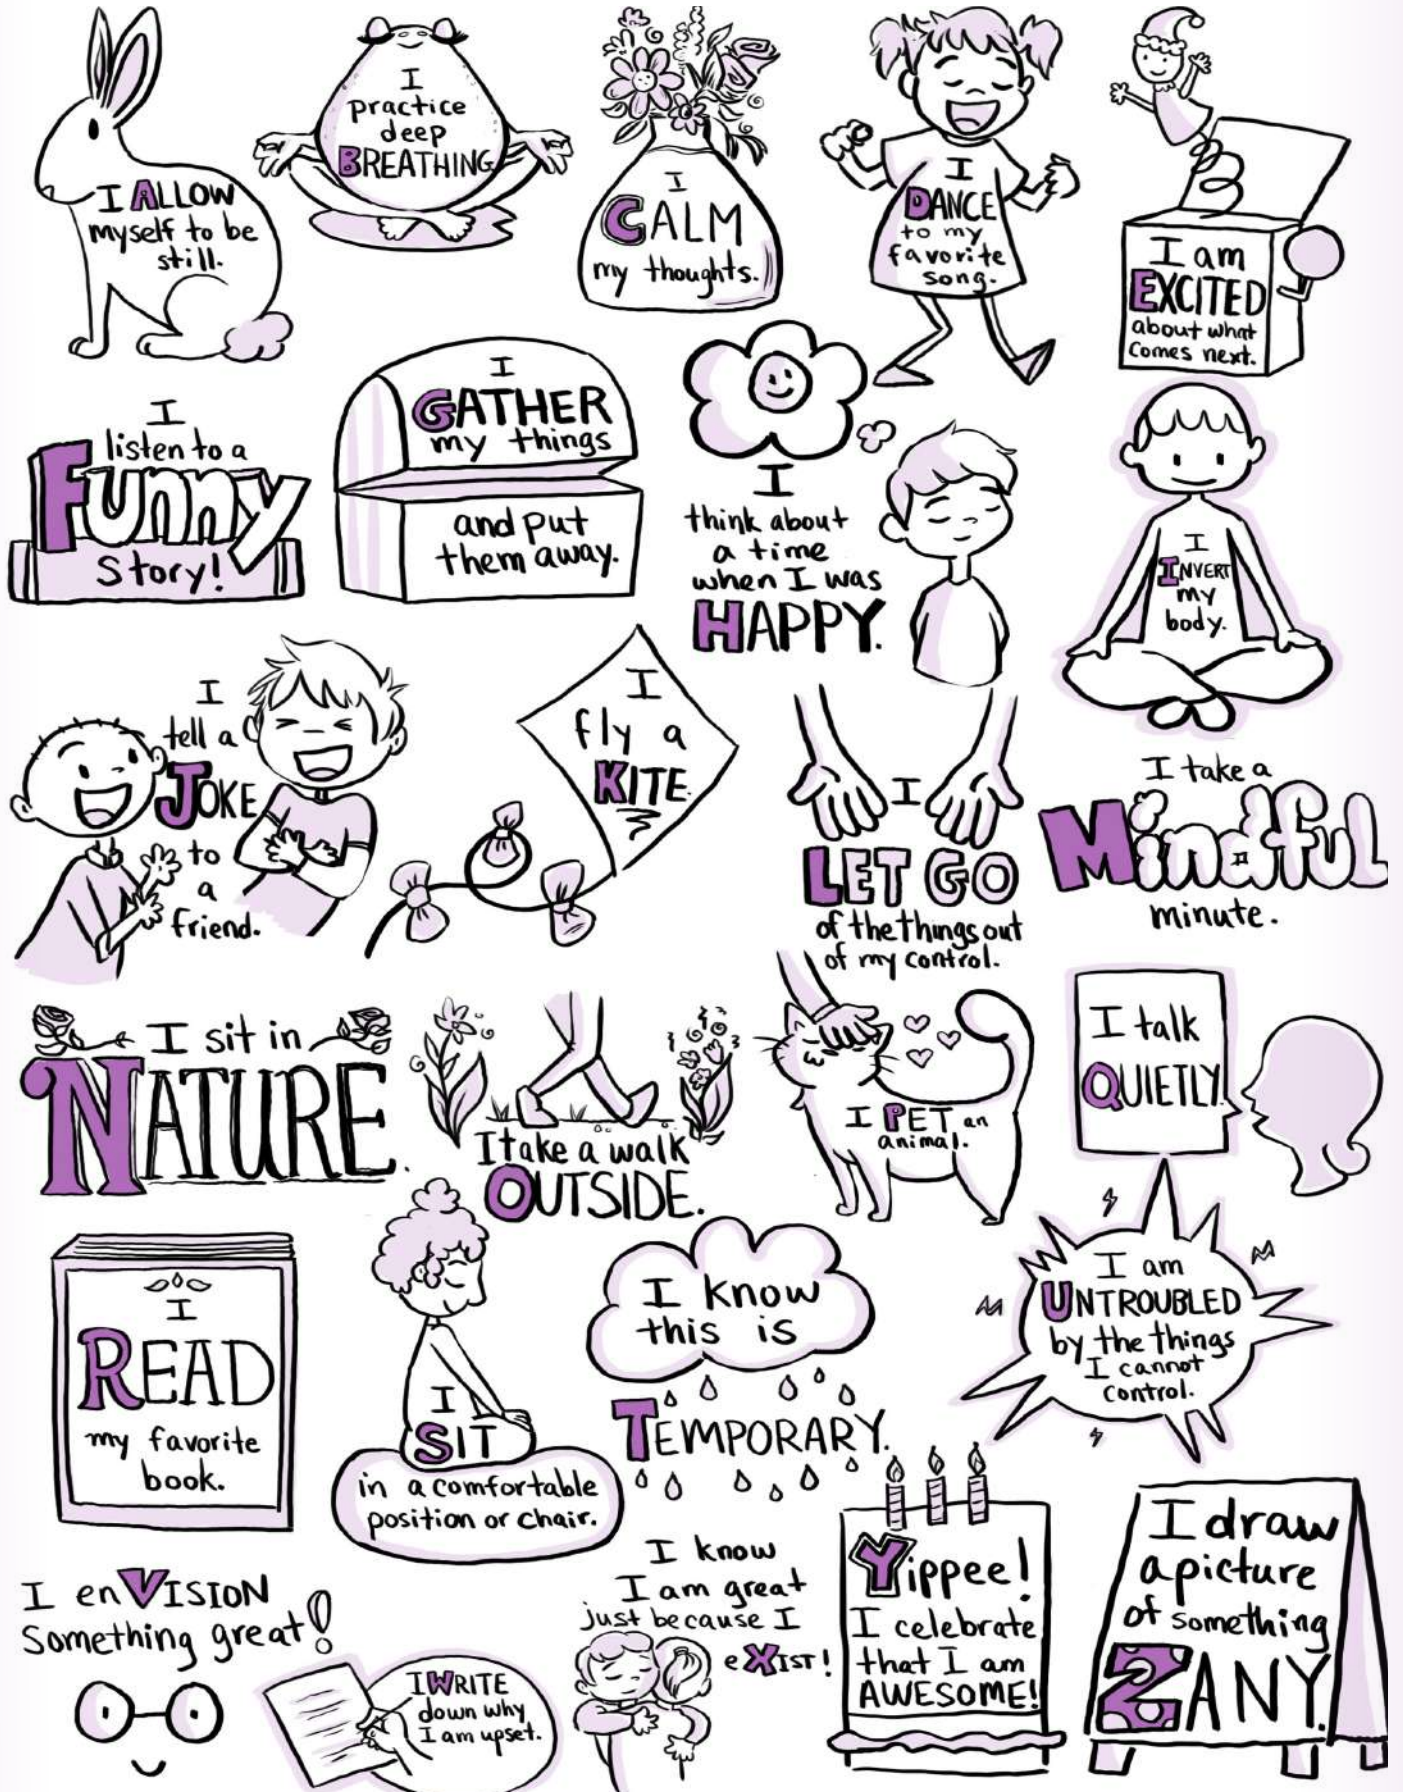 I ALLOW
myself to be
still.
I
practice
deep
BREATHING
I
CALM
my thoughts.
I
DANCE
to my
favorite
song.
I am
EXCITED
about what
comes next.
I
listen to a
Funny
Story!
I
GATHER
my things
and put
them away.
I
think about
a time
when I was
HAPPY.
I
INVERT
my
body.
I
tell a
JOKE
to
a
friend.
I
fly a
KITE
I
LET GO
of the things out
of my control.
I take a
Mindful
minute.
I sit in
NATURE.
I take a walk
OUTSIDE.
I PET an
animal.
I talk
QUIETLY
I
READ
my favorite
book.
I
SIT
in a comfortable
position or chair.
I know
this is
TEMPORARY.
I am
UNTROUBLED
by the things
I cannot
control.
I enVISION
Something great!
I WRITE
down why
I am upset.
I know
I am great
just because I
eXIST!
Yippee!
I celebrate
that I am
AWESOME!
I draw
a picture
of something
ZANY.